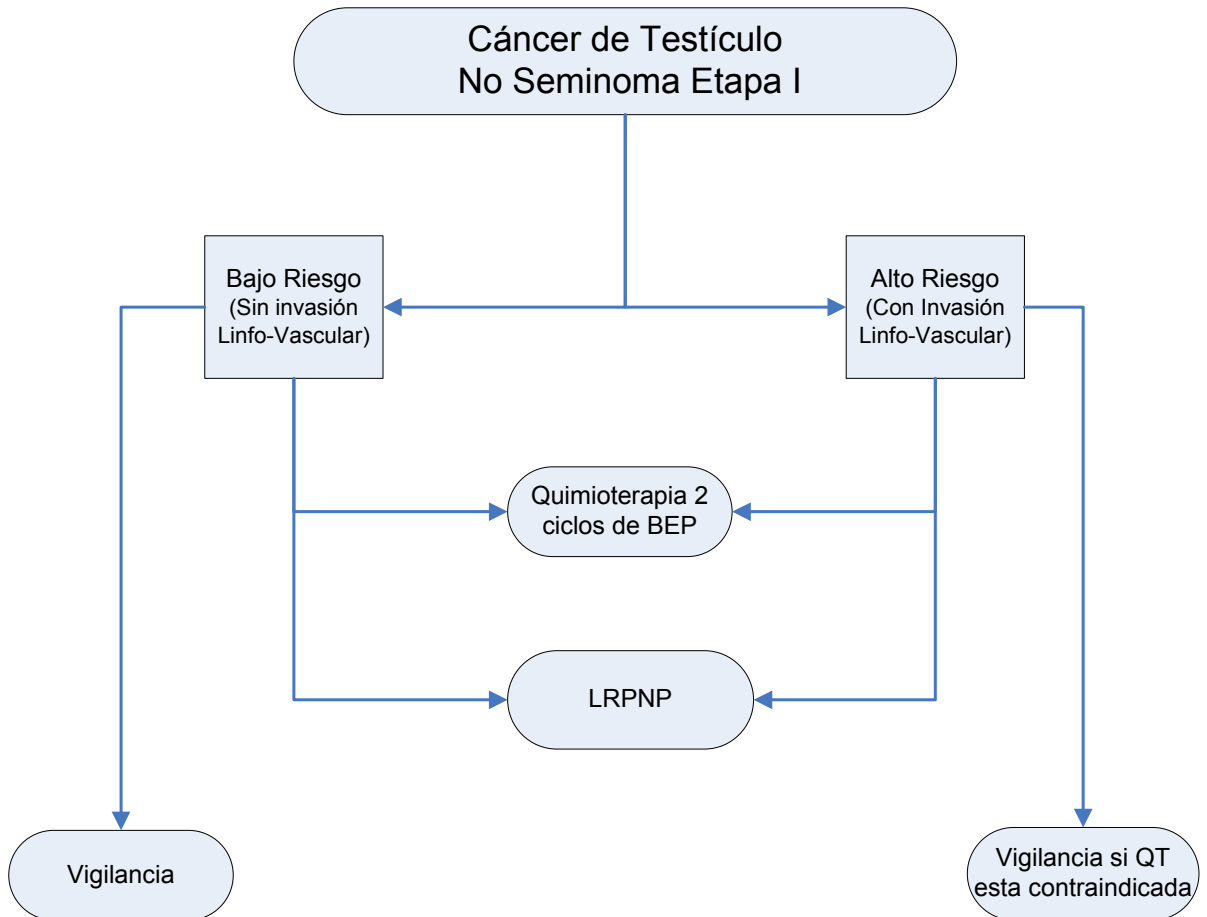 Cáncer de Testículo
No Seminoma Etapa I
Bajo Riesgo
(Sin invasión
Linfo-Vascular)
Alto Riesgo
(Con Invasión
Linfo-Vascular)
Quimioterapia 2
ciclos de BEP
LRPNP
Vigilancia
Vigilancia si QT
esta contraindicada